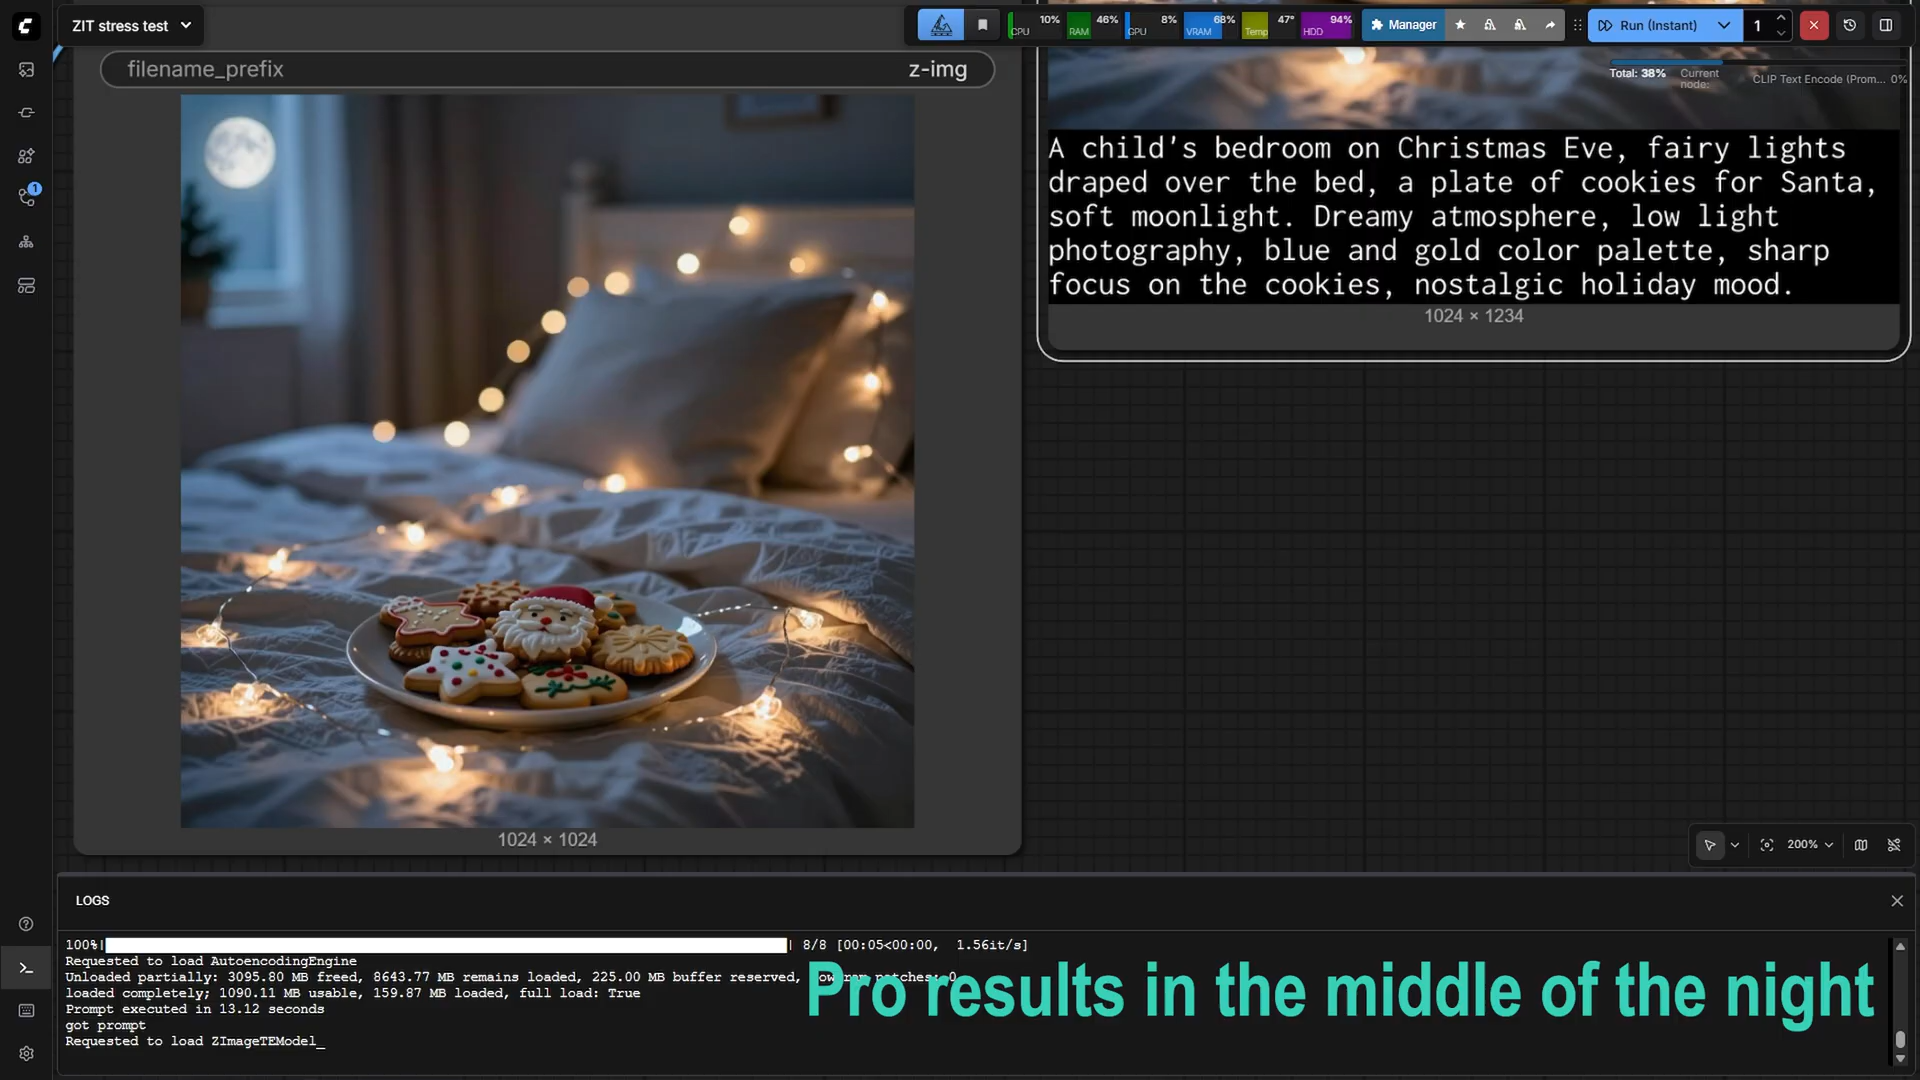 ZIT stress test
CPU 10%
RAM 46%
GPU 8%
VRAM 68%
Temp 47°
HDD 94%
Manager
Run (Instant)
1
Total: 38%
Current node:
CLIP Text Encode (Prom... 0%
filename_prefix
z-img
1
A child's bedroom on Christmas Eve, fairy lights
draped over the bed, a plate of cookies for Santa,
soft moonlight. Dreamy atmosphere, low light
photography, blue and gold color palette, sharp
focus on the cookies, nostalgic holiday mood.
1024 × 1234
1024 × 1024
200%
LOGS
100%| | 8/8 [00:05<00:00, 1.56it/s]
Requested to load AutoencodingEngine
Unloaded partially: 3095.80 MB freed, 8643.77 MB remains loaded, 225.00 MB buffer reserved, patches: 0
loaded completely; 1090.11 MB usable, 159.87 MB loaded, full load: True
Prompt executed in 13.12 seconds
got prompt
Requested to load ZImageTEModel_
Pro results in the middle of the night